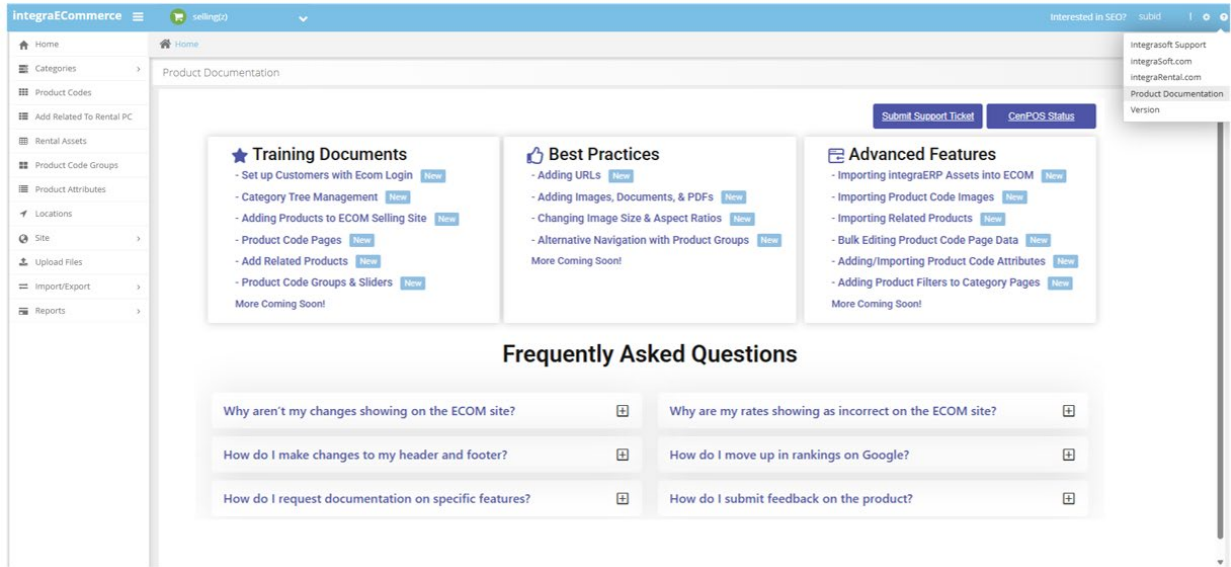 integraECommerce
selling(z)
Interested in SEO? subid
Integrasoft Support
integraSoft.com
integraRental.com
Product Documentation
Version
Home
Categories
Product Codes
Add Related To Rental PC
Rental Assets
Product Code Groups
Product Attributes
Locations
Site
Upload Files
Import/Export
Reports
Home
Product Documentation
Submit Support Ticket
CenPOS Status
Training Documents
- Set up Customers with Ecom Login New
- Category Tree Management New
- Adding Products to ECOM Selling Site New
- Product Code Pages New
- Add Related Products New
- Product Code Groups & Sliders New
More Coming Soon!
Best Practices
- Adding URLs New
- Adding Images, Documents, & PDFs New
- Changing Image Size & Aspect Ratios New
- Alternative Navigation with Product Groups New
More Coming Soon!
Advanced Features
- Importing integraERP Assets into ECOM New
- Importing Product Code Images New
- Importing Related Products New
- Bulk Editing Product Code Page Data New
- Adding/Importing Product Code Attributes New
- Adding Product Filters to Category Pages New
More Coming Soon!
Frequently Asked Questions
Why aren't my changes showing on the ECOM site?
Why are my rates showing as incorrect on the ECOM site?
How do I make changes to my header and footer?
How do I move up in rankings on Google?
How do I request documentation on specific features?
How do I submit feedback on the product?